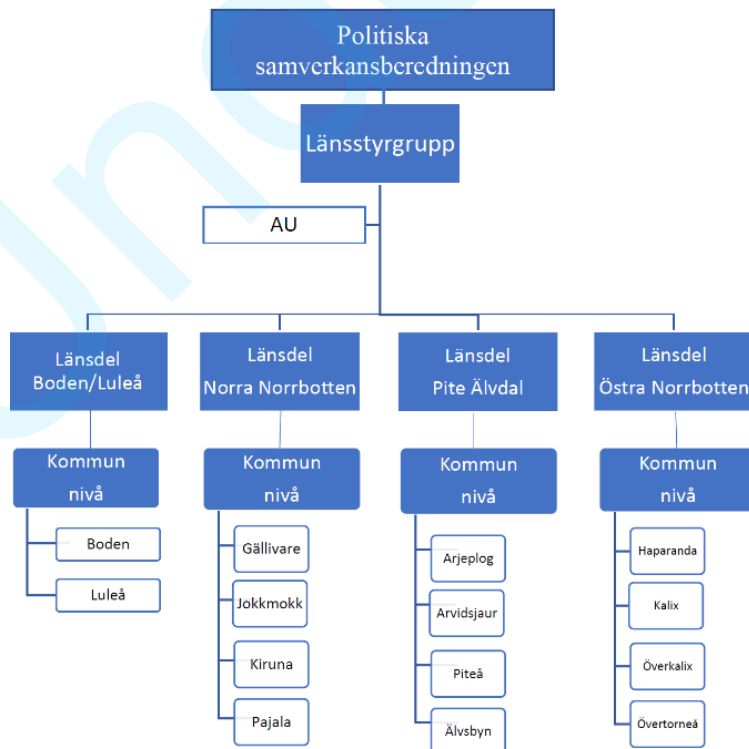 Politiska
samverkansberedningen
Länsstyrgrupp
AU
Länsdel
Boden/Luleå
Kommun
nivå
Boden
Luleå
Länsdel
Norra Norrbotten
Kommun
nivå
Gällivare
Jokkmokk
Kiruna
Pajala
Länsdel
Pite Älvdal
Kommun
nivå
Arjeplog
Arvidsjaur
Piteå
Älvsbyn
Länsdel
Östra Norrbotten
Kommun
nivå
Haparanda
Kalix
Överkalix
Övertorneå